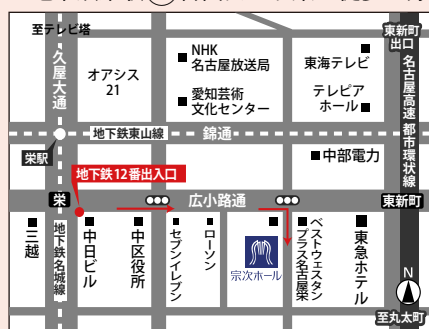 至テレビ塔
久屋大通
オアシス
21
NHK
名古屋放送局
愛知芸術
文化センター
東海テレビ
テレピア
ホール
東新町
出口
名古屋高速 都市環状線
地下鉄東山線
錦通
栄駅
中部電力
地下鉄12番出入口
栄
広小路通
東新町
三越
地下鉄名城線
中日ビル
中区役所
セブンイレブン
ローソン
宗次ホール
ベストウェスタン
プラス名古屋栄
東急ホテル
N
至丸太町